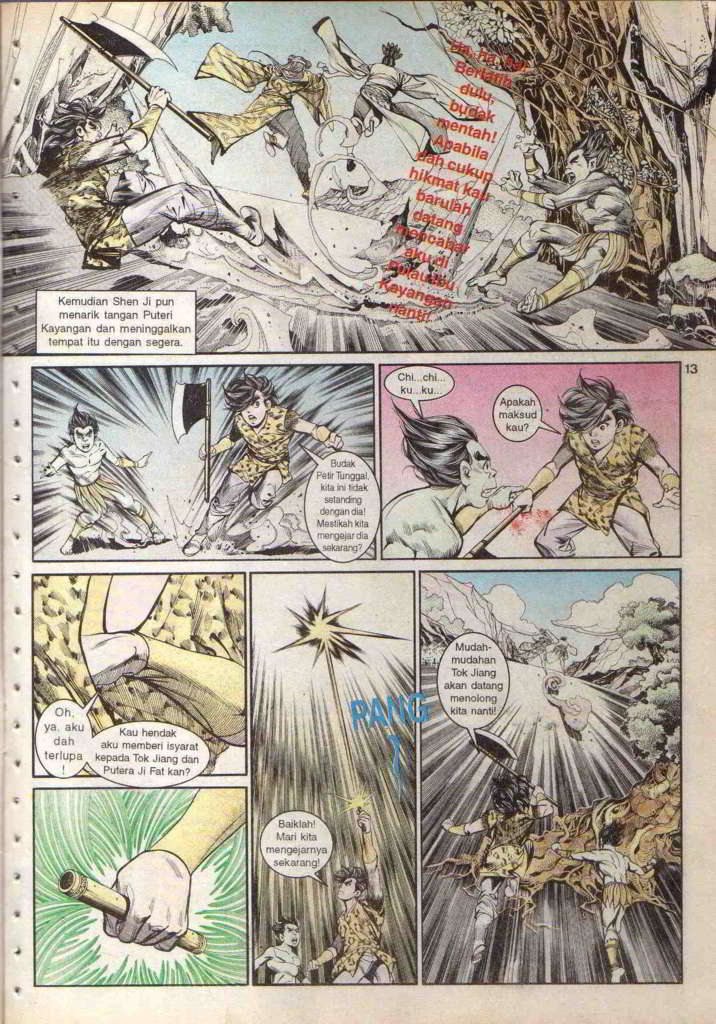 Ha, ha, ha!
Berlatih
dulu,
budak
mentah!
Apabila
dah cukup
hikmat kau
barulah
datang
mencabar
aku di
Pulau Ibu
Kayangan
nanti!
Kemudian Shen Ji pun
menarik tangan Puteri
Kayangan dan meninggalkan
tempat itu dengan segera.
13
Budak
Petir Tunggal,
kita ini tidak
setanding
dengan dia!
Mestikah kita
mengejar dia
sekarang?
Chi...chi...
ku...ku...
Apakah
maksud
kau?
Oh,
ya, aku
dah
terlupa
!
Kau hendak
aku memberi isyarat
kepada Tok Jiang dan
Putera Ji Fat kan?
PANG
!
Baiklah!
Mari kita
mengejarnya
sekarang!
Mudah-
mudahan
Tok Jiang
akan datang
menolong
kita nanti!